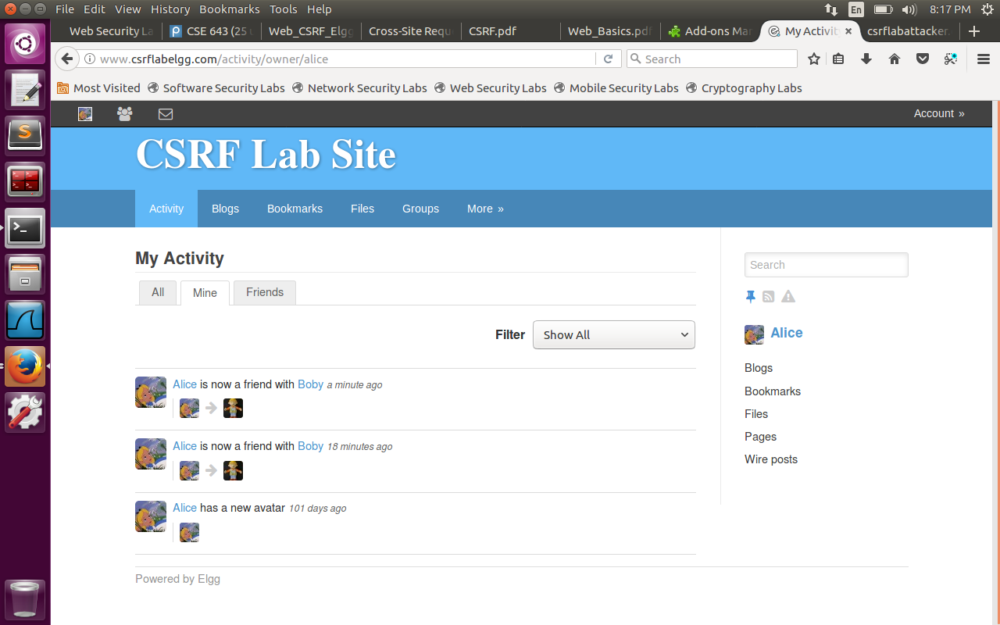 File Edit View History Bookmarks Tools Help En 8:17 PM
Web Security La CSE 643 (25 Web_CSRF_Elgg Cross-Site Requ CSRF.pdf Web_Basics.pdf Add-ons Mar My Activity csrflabattacker.
www.csrflabelgg.com/activity/owner/alice Search
Most Visited Software Security Labs Network Security Labs Web Security Labs Mobile Security Labs Cryptography Labs
Account »
CSRF Lab Site
Activity Blogs Bookmarks Files Groups More »
My Activity
All Mine Friends
Filter Show All
Alice is now a friend with Boby a minute ago
Alice is now a friend with Boby 18 minutes ago
Alice has a new avatar 101 days ago
Search
Alice
Blogs
Bookmarks
Files
Pages
Wire posts
Powered by Elgg